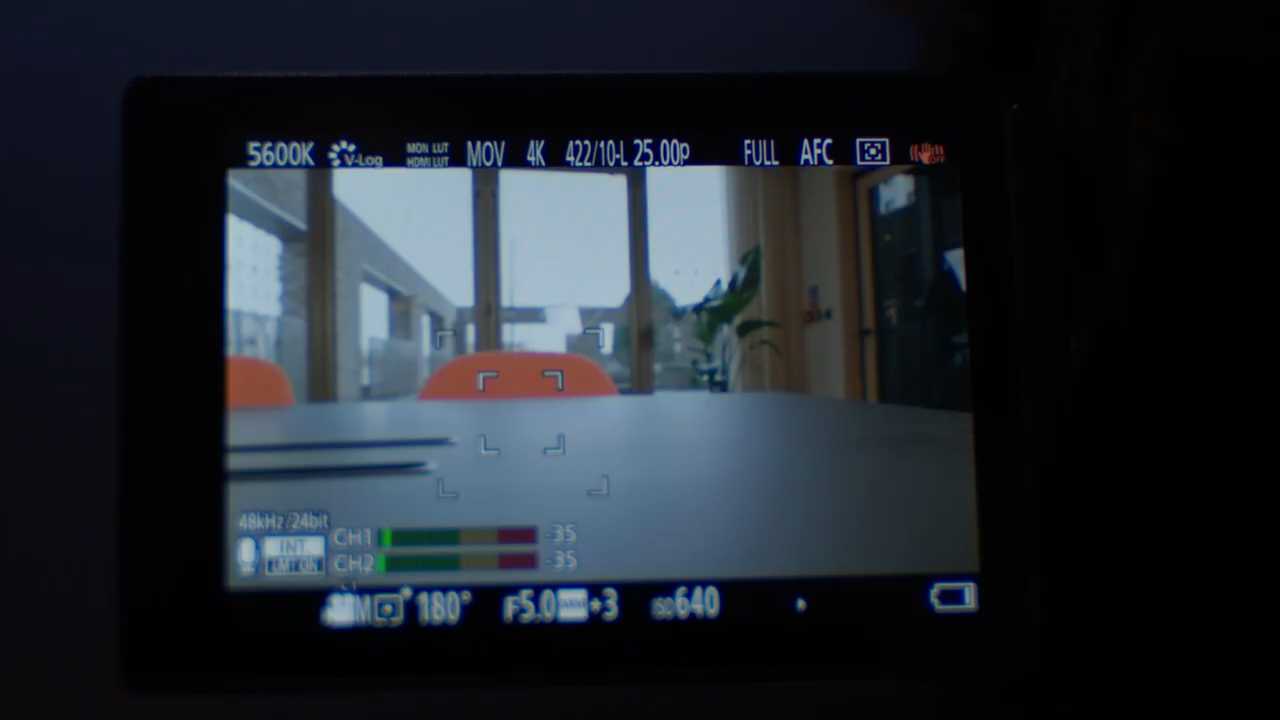 5600K V-Log MON LUT MOV 4K 422/10-L 25.00p FULL AFC OFF
HDMI LUT
48kHz/24bit
INT CH1 -35
LMT ON CH2 -35
M 180° F5.0 +3 ISO640